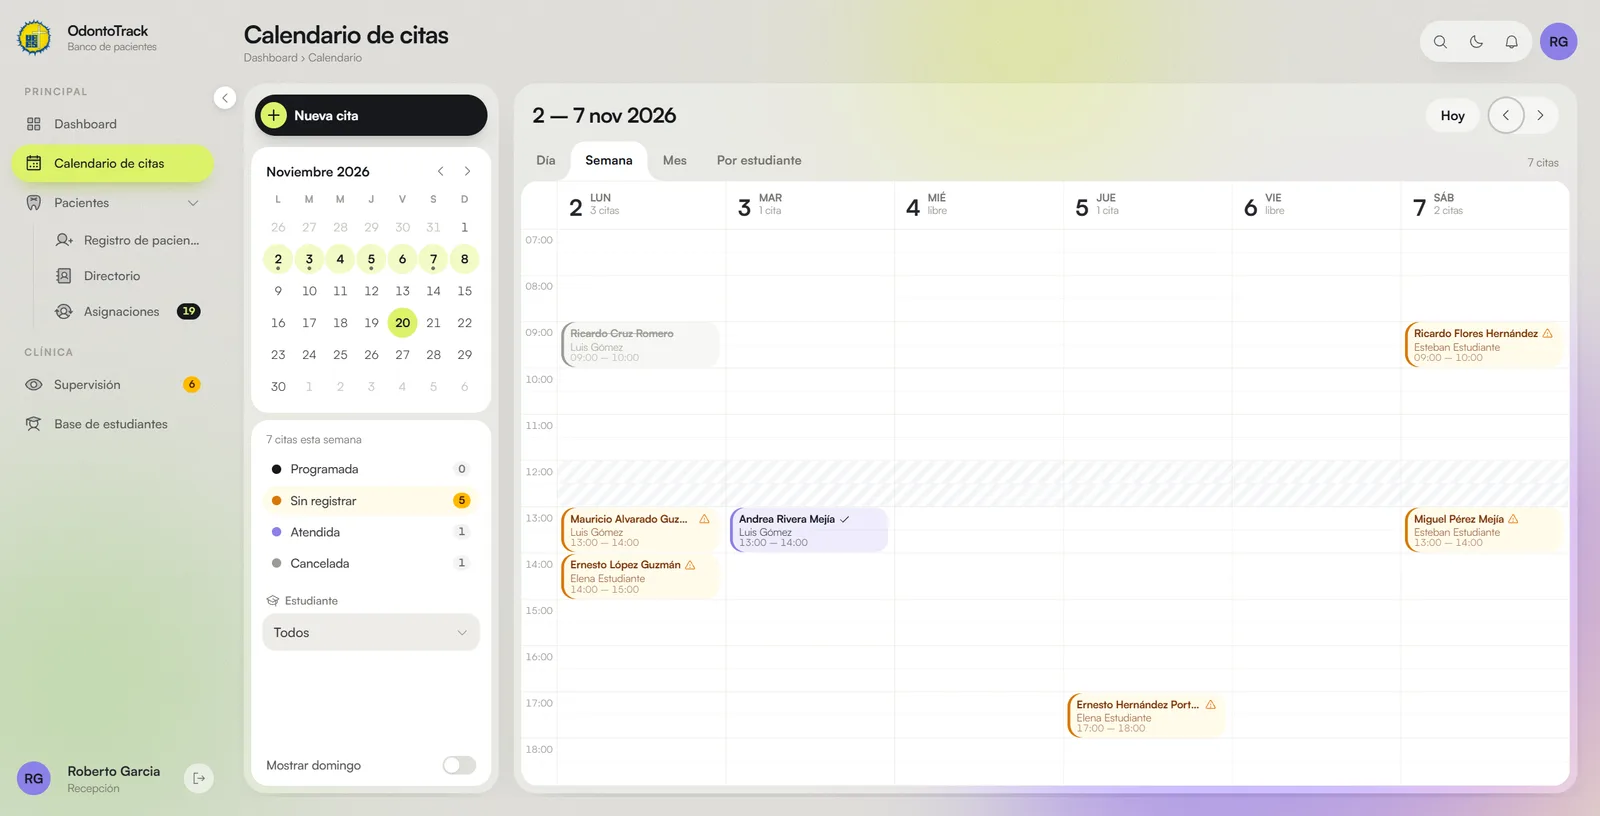 OdontoTrack
Banco de pacientes
PRINCIPAL
Dashboard
Calendario de citas
Pacientes
Registro de pacien...
Directorio
Asignaciones 19
CLÍNICA
Supervisión 6
Base de estudiantes
RG Roberto Garcia
Recepción
Calendario de citas
Dashboard › Calendario
RG
Nueva cita
Noviembre 2026
L M M J V S D
26 27 28 29 30 31 1
2 3 4 5 6 7 8
9 10 11 12 13 14 15
16 17 18 19 20 21 22
23 24 25 26 27 28 29
30 1 2 3 4 5 6
7 citas esta semana
Programada 0
Sin registrar 5
Atendida 1
Cancelada 1
Estudiante
Todos
Mostrar domingo
2 — 7 nov 2026
Hoy
Día Semana Mes Por estudiante
7 citas
2 LUN 3 citas
3 MAR 1 cita
4 MIÉ libre
5 JUE 1 cita
6 VIE libre
7 SÁB 2 citas
07:00
08:00
09:00
Ricardo Cruz Romero
Luis Gómez
09:00 — 10:00
Ricardo Flores Hernández
Esteban Estudiante
09:00 — 10:00
10:00
11:00
12:00
13:00
Mauricio Alvarado Guz...
Luis Gómez
13:00 — 14:00
Andrea Rivera Mejía
Luis Gómez
13:00 — 14:00
Miguel Pérez Mejía
Esteban Estudiante
13:00 — 14:00
14:00
Ernesto López Guzmán
Elena Estudiante
14:00 — 15:00
15:00
16:00
17:00
Ernesto Hernández Port...
Elena Estudiante
17:00 — 18:00
18:00